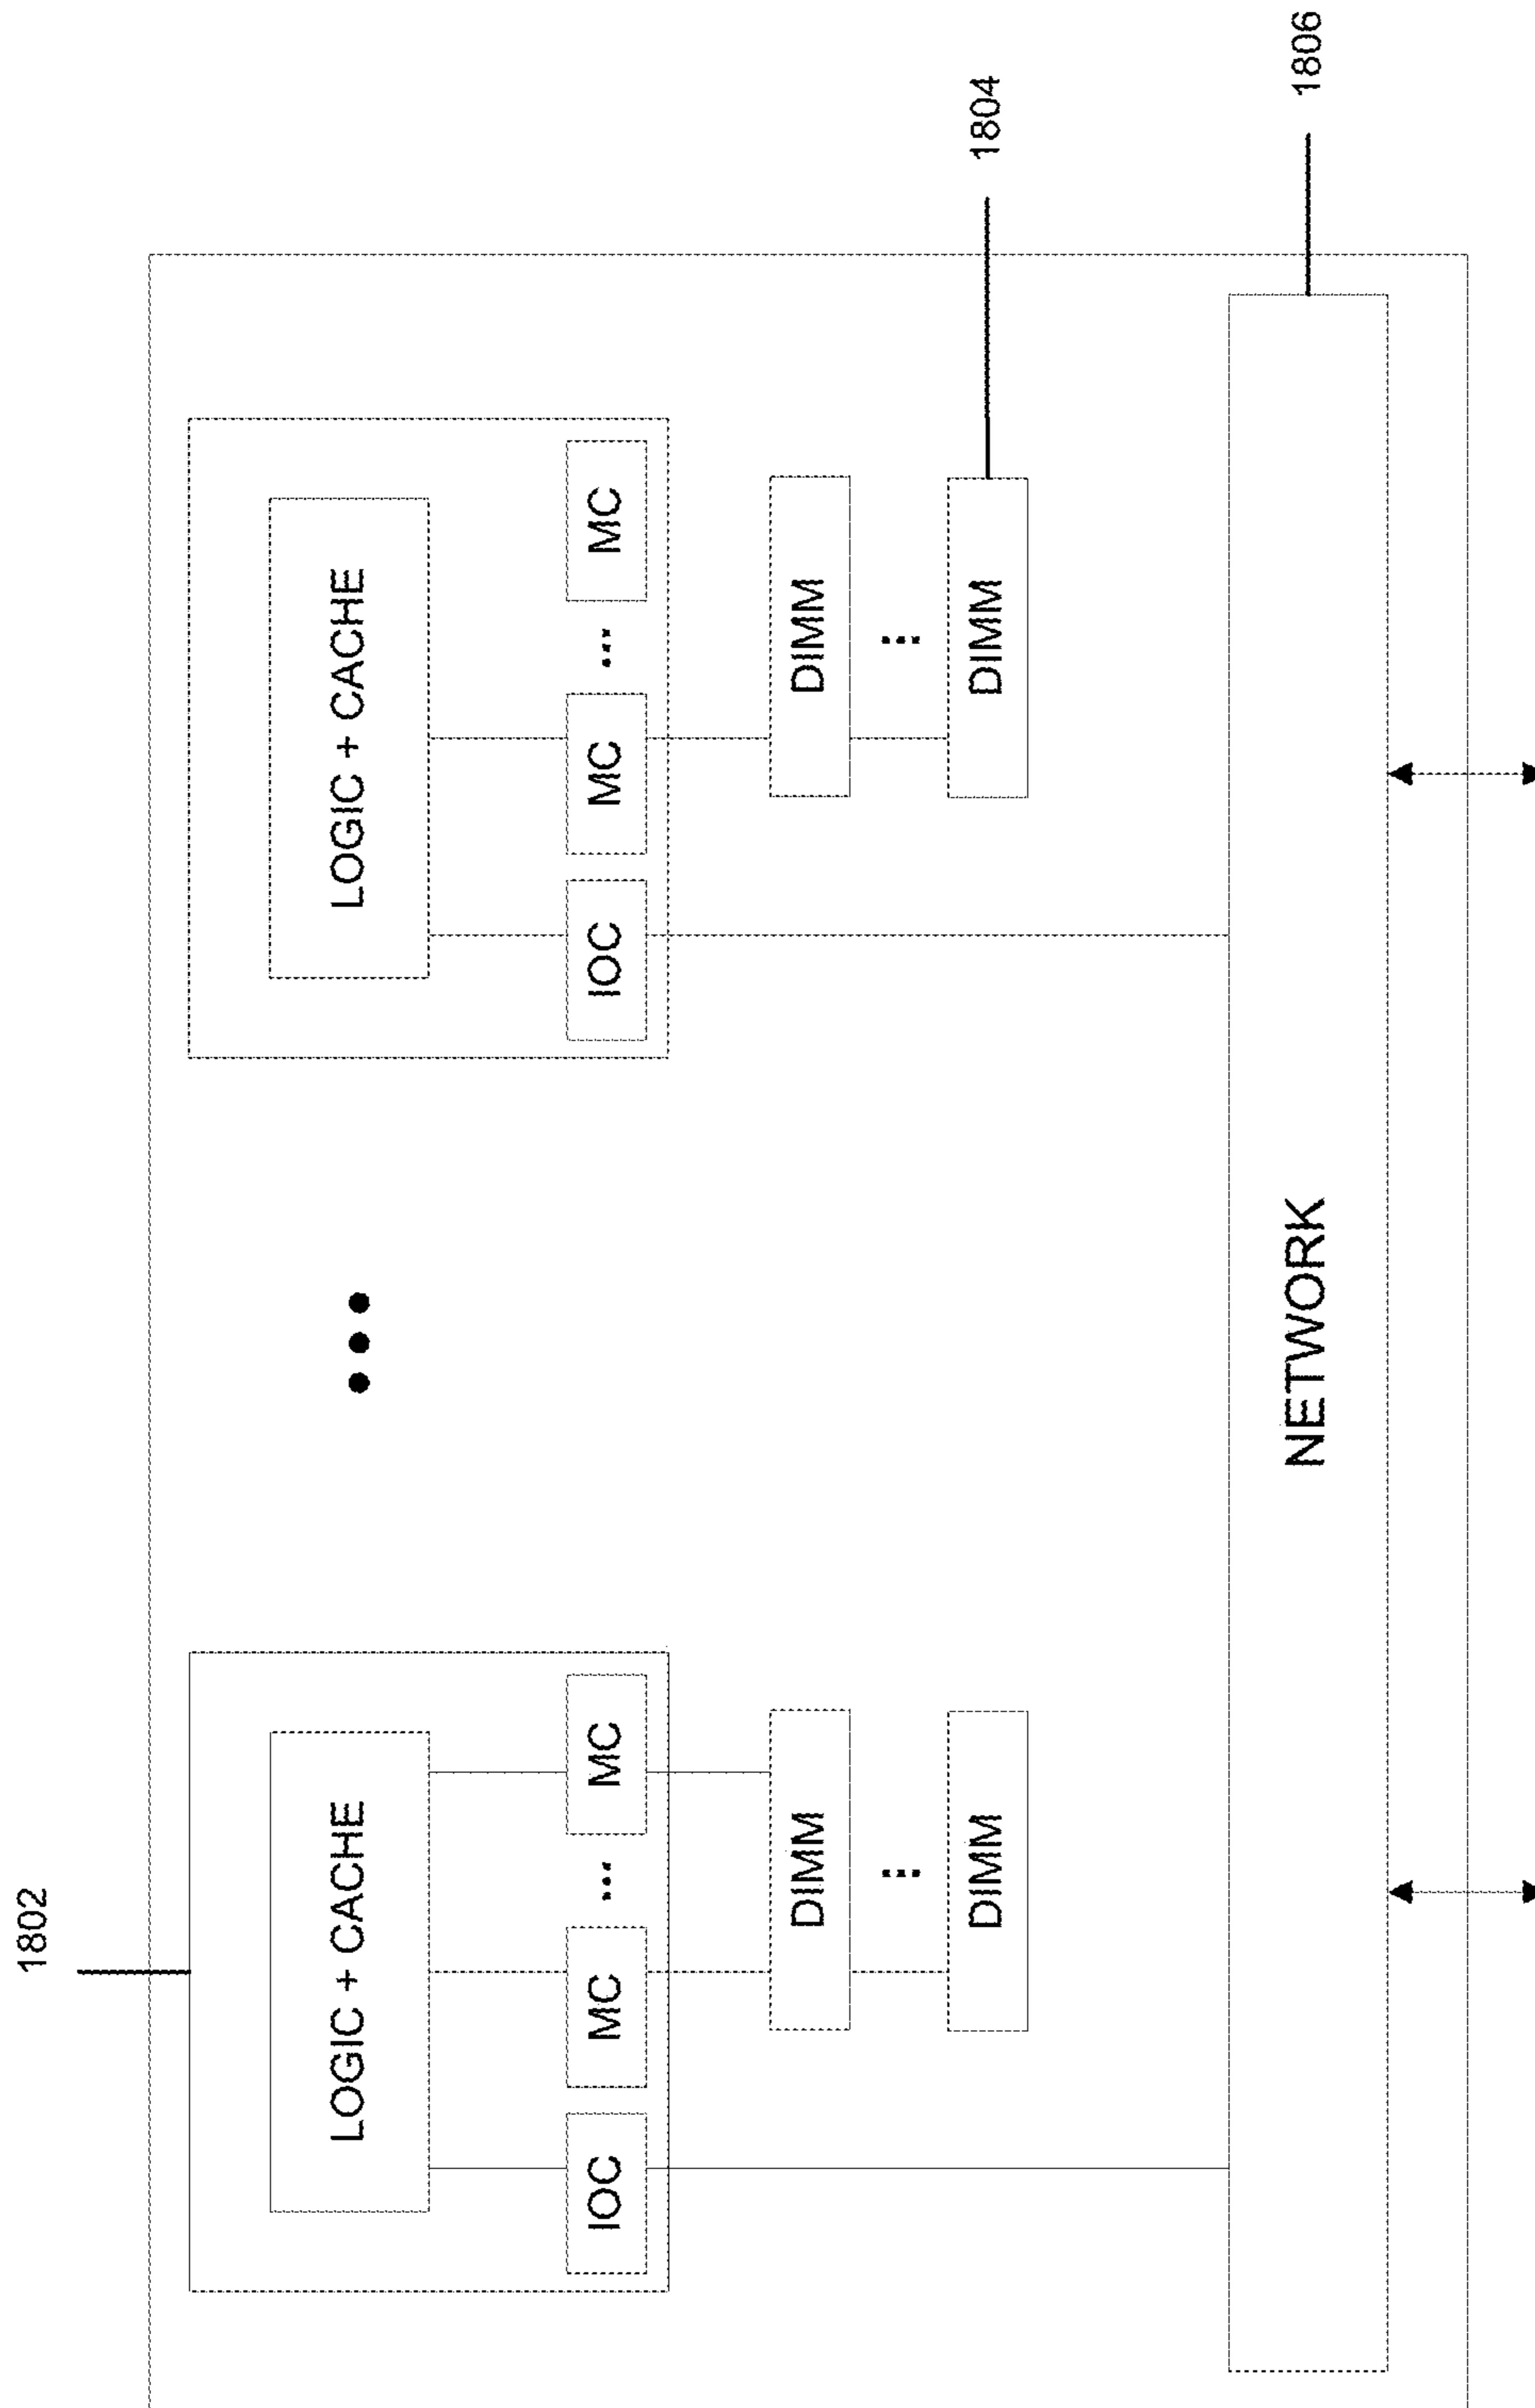 1802
LOGIC + CACHE
LOGIC + CACHE
IOC
MC
...
MC
IOC
MC
...
MC
DIMM
DIMM
DIMM
DIMM
1804
NETWORK
1806